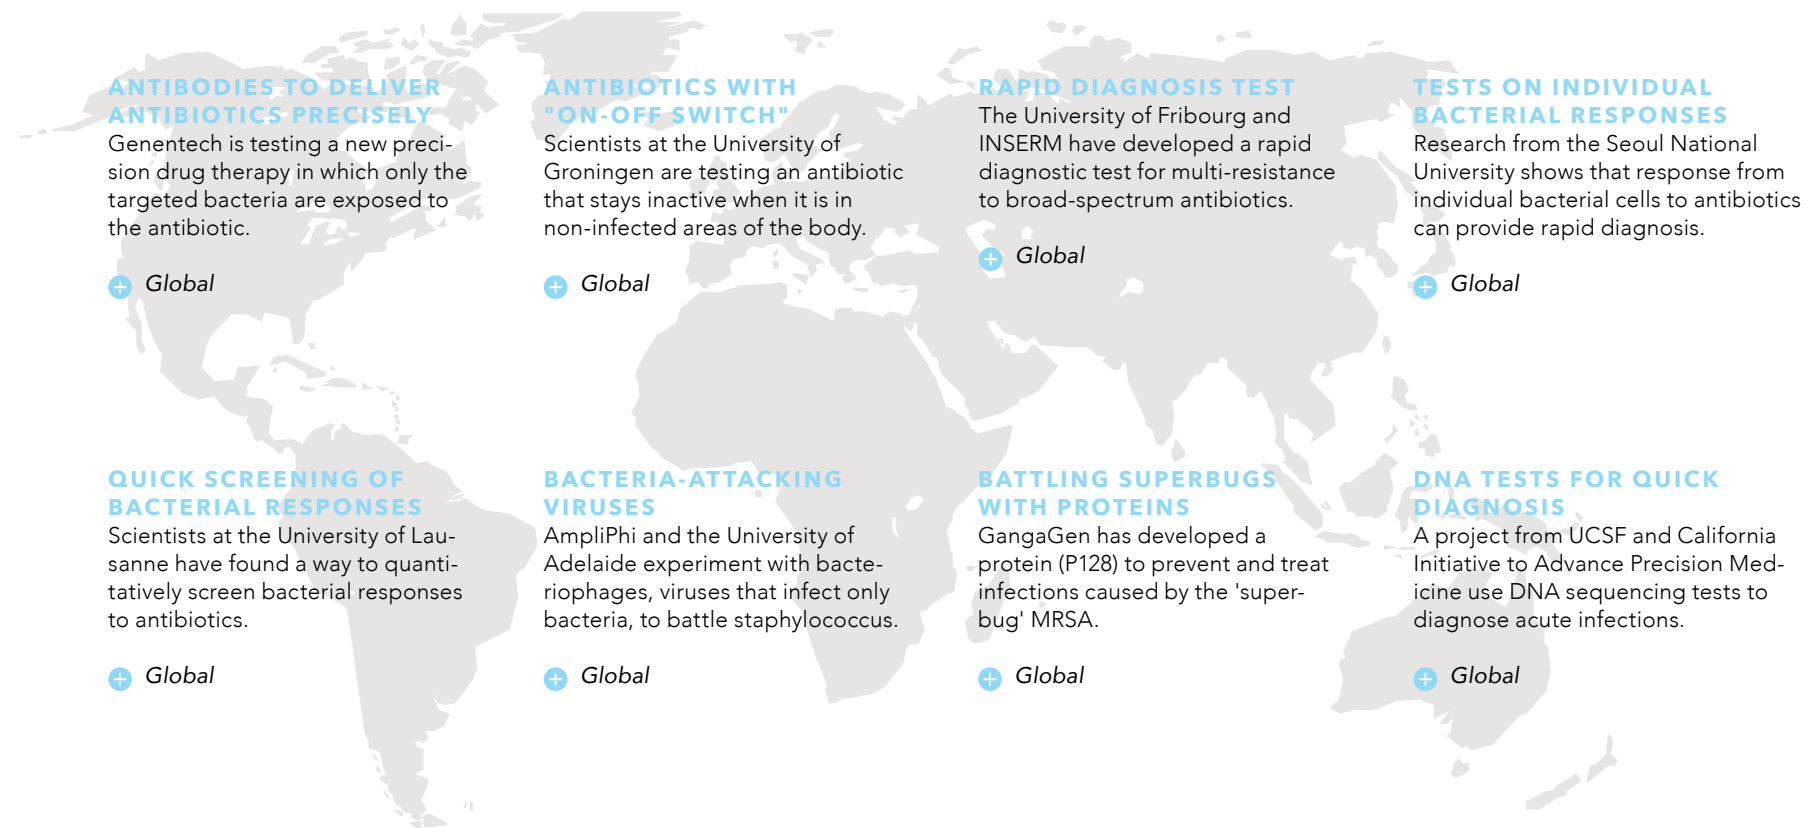 ANTIBODIES TO DELIVER
ANTIBIOTICS PRECISELY
Genentech is testing a new preci-
sion drug therapy in which only the
targeted bacteria are exposed to
the antibiotic.
Global
ANTIBIOTICS WITH
"ON-OFF SWITCH"
Scientists at the University of
Groningen are testing an antibiotic
that stays inactive when it is in
non-infected areas of the body.
Global
RAPID DIAGNOSIS TEST
The University of Fribourg and
INSERM have developed a rapid
diagnostic test for multi-resistance
to broad-spectrum antibiotics.
Global
TESTS ON INDIVIDUAL
BACTERIAL RESPONSES
Research from the Seoul National
University shows that response from
individual bacterial cells to antibiotics
can provide rapid diagnosis.
Global
QUICK SCREENING OF
BACTERIAL RESPONSES
Scientists at the University of Lau-
sanne have found a way to quanti-
tatively screen bacterial responses
to antibiotics.
Global
BACTERIA-ATTACKING
VIRUSES
AmpliPhi and the University of
Adelaide experiment with bacte-
riophages, viruses that infect only
bacteria, to battle staphylococcus.
Global
BATTLING SUPERBUGS
WITH PROTEINS
GangaGen has developed a
protein (P128) to prevent and treat
infections caused by the 'super-
bug' MRSA.
Global
DNA TESTS FOR QUICK
DIAGNOSIS
A project from UCSF and California
Initiative to Advance Precision Med-
icine use DNA sequencing tests to
diagnose acute infections.
Global